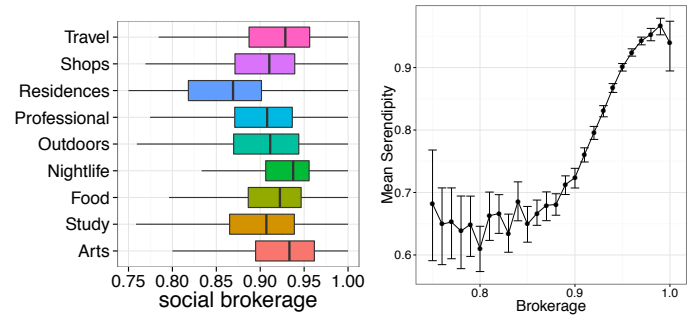 Travel
Shops
Residences
Professional
Outdoors
Nightlife
Food
Study
Arts
0.75 0.80 0.85 0.90 0.95 1.00
social brokerage
Mean Serendipity
0.9
0.8
0.7
0.6
0.8 0.9 1.0
Brokerage